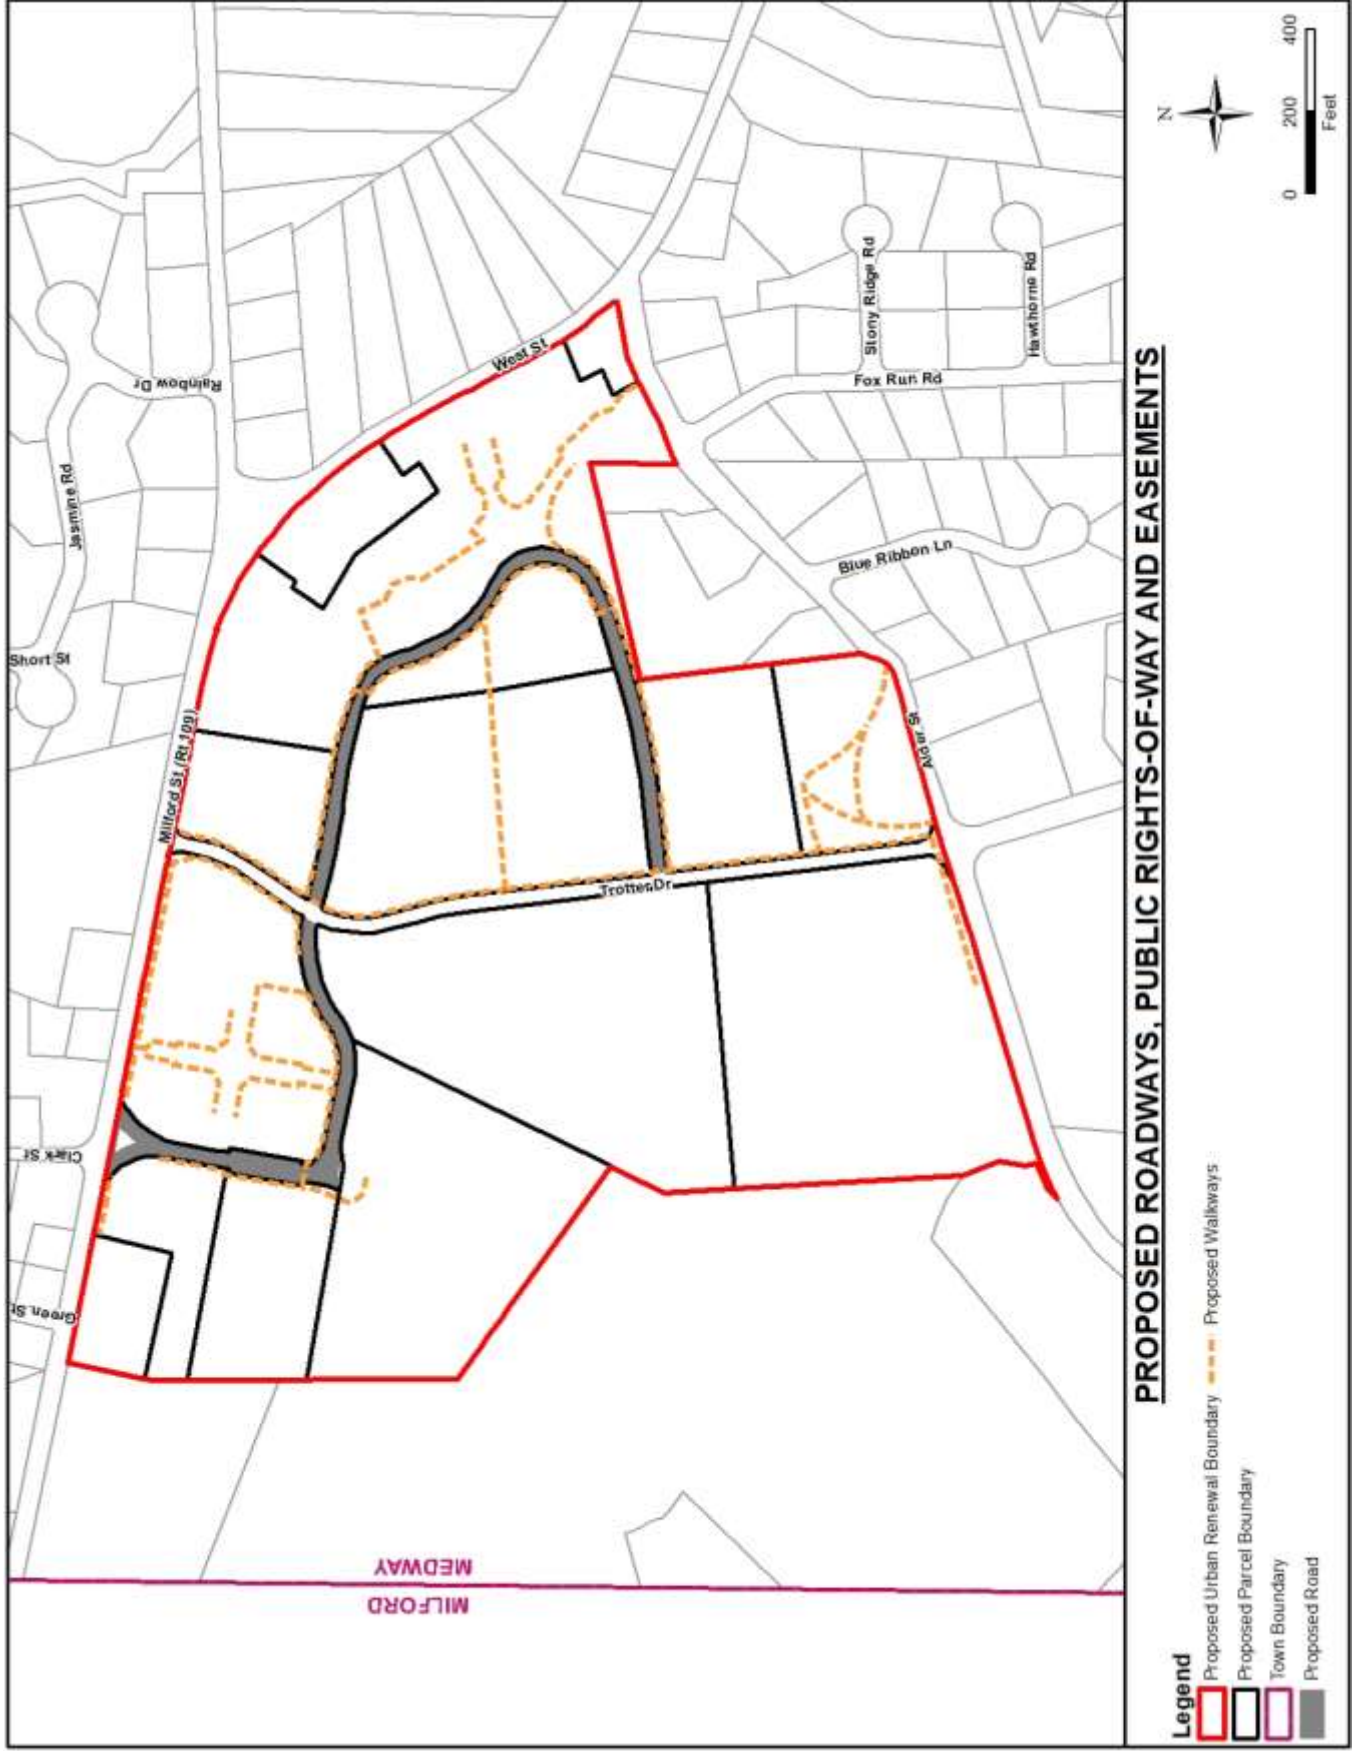 Short St
Jasmine Rd
Rainbow Dr
Milford St (Rt 109)
West St
Clark St
Green St
Trotter Dr
Alder St
Stony Ridge Rd
Hawthorne Rd
Fox Run Rd
Blue Ribbon Ln
MEDWAY
MILFORD
PROPOSED ROADWAYS, PUBLIC RIGHTS-OF-WAY AND EASEMENTS
Legend
Proposed Urban Renewal Boundary
Proposed Walkways
Proposed Parcel Boundary
Town Boundary
Proposed Road
N
0 200 400
Feet